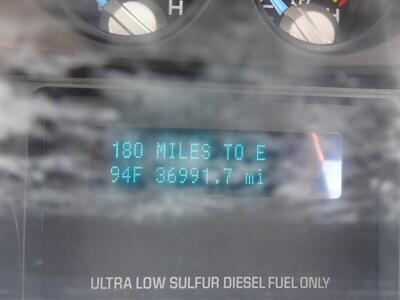 H
H
180 MILES TO E
94F 36991.7 mi
ULTRA LOW SULFUR DIESEL FUEL ONLY